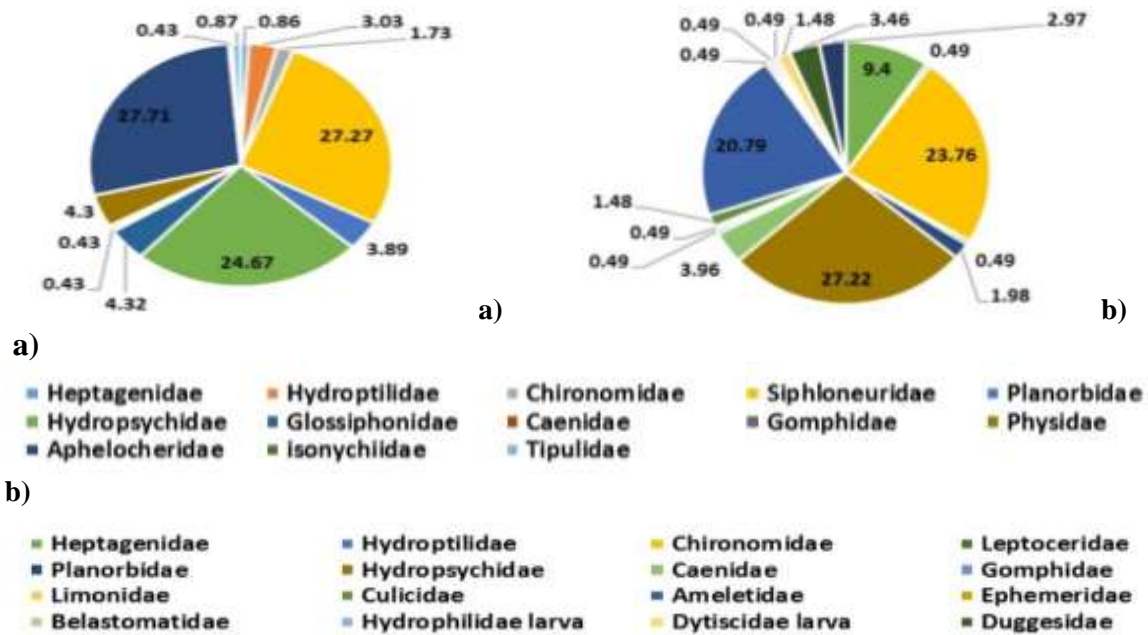 0.43 0.87 0.86 3.03 1.73
27.71 27.27
4.3 3.89
0.43 24.67
0.43 4.32
a)
0.49 0.49 1.48 3.46 2.97
0.49 9.4 0.49
20.79 23.76
1.48 0.49
0.49 3.96 27.22 1.98
0.49
b)
a)
Heptagenidae Hydroptilidae Chironomidae Siphloneuridae Planorbidae
Hydropsychidae Glossiphonidae Caenidae Gomphidae Physidae
Aphelocheridae isonychiidae Tipulidae
b)
Heptagenidae Hydroptilidae Chironomidae Leptoceridae
Planorbidae Hydropsychidae Caenidae Gomphidae
Limonidae Culicidae Ameletidae Ephemeridae
Belastomatidae Hydrophilidae larva Dytiscidae larva Duggesidae